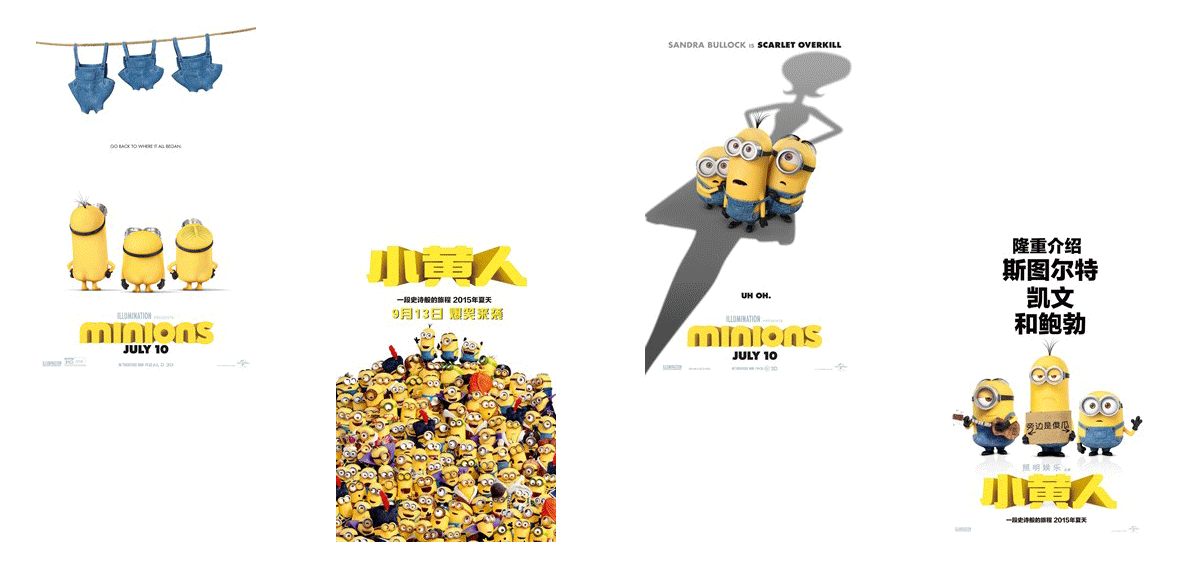 GO BACK TO WHERE IT ALL BEGAN.
ILLUMINATION
minions
JULY 10
小黄人
一段史诗般的旅程 2015年夏天
9月13日 爆笑来袭
SANDRA BULLOCK IS SCARLET OVERKILL
UH OH.
ILLUMINATION
minions
JULY 10
隆重介绍
斯图尔特
凯文
和鲍勃
旁边是傻瓜
照明娱乐
小黄人
一段史诗般的旅程 2015年夏天